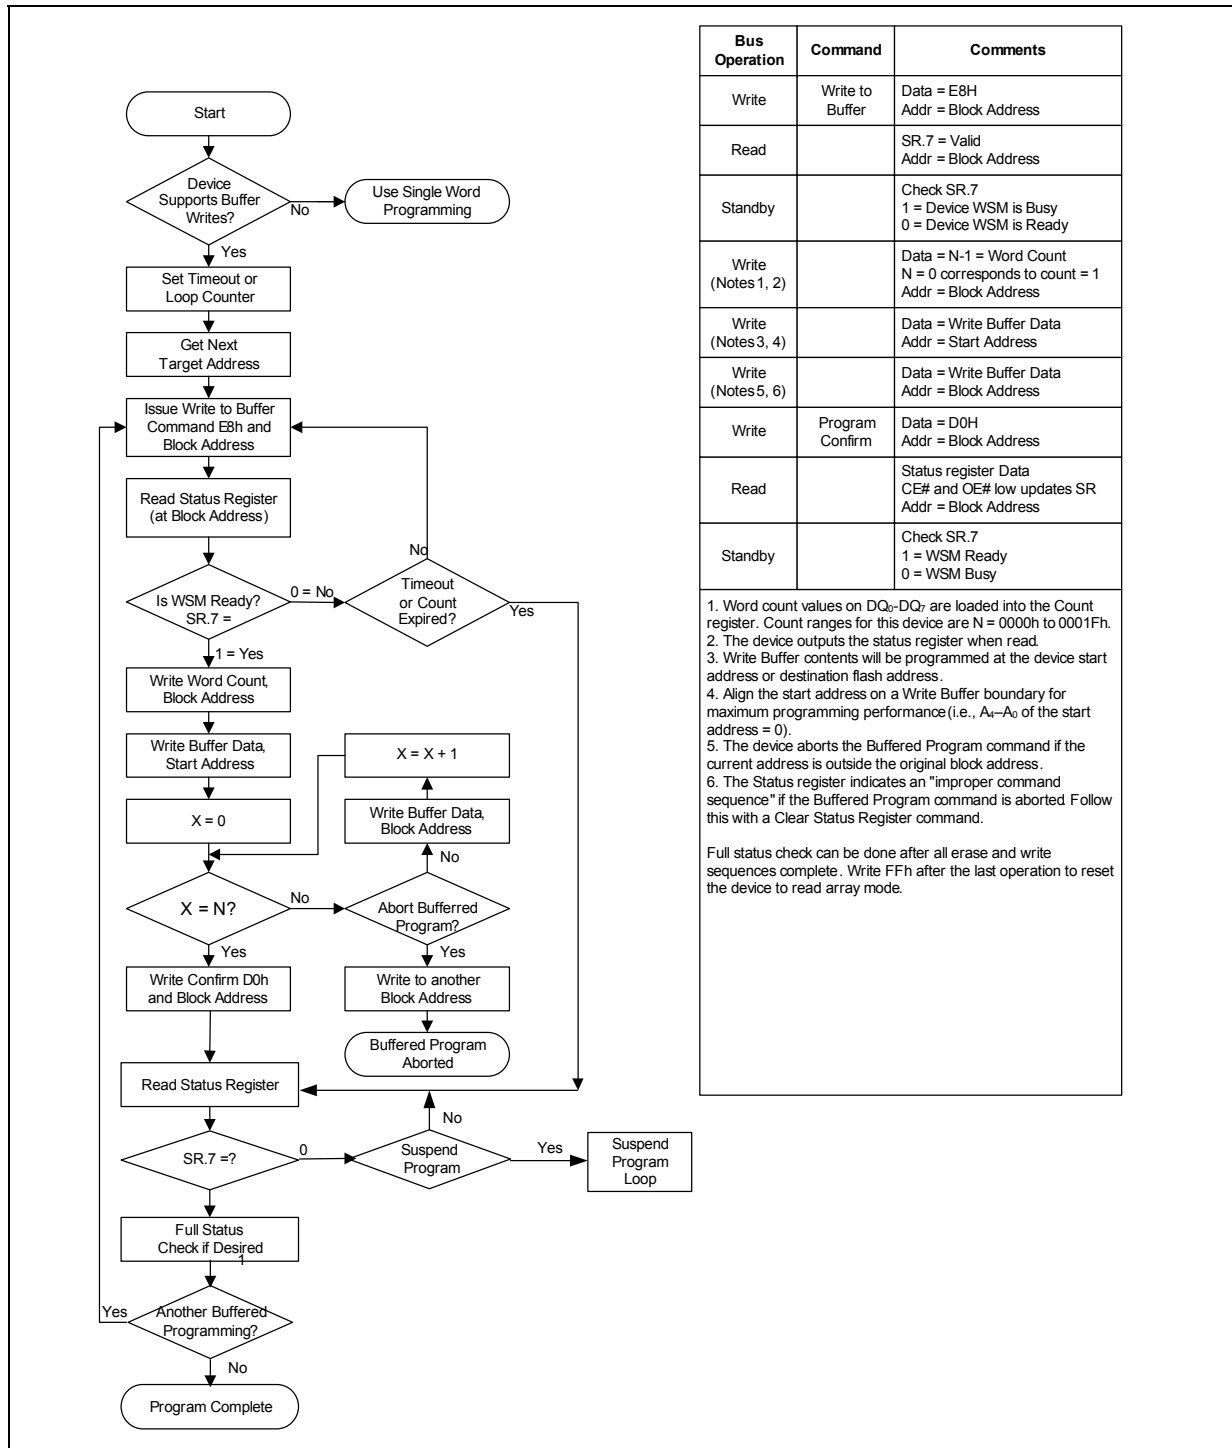 Start
Device
Supports Buffer
Writes?
No
Use Single Word
Programming
Yes
Set Timeout or
Loop Counter
Get Next
Target Address
Issue Write to Buffer
Command E8h and
Block Address
Read Status Register
(at Block Address)
No
Is WSM Ready?
SR.7 =
0 = No
Timeout
or Count
Expired?
Yes
1 = Yes
Write Word Count,
Block Address
Write Buffer Data,
Start Address
X = X + 1
X = 0
Write Buffer Data,
Block Address
No
X = N?
No
Abort Bufferred
Program?
Yes
Yes
Write Confirm D0h
and Block Address
Write to another
Block Address
Buffered Program
Aborted
Read Status Register
No
SR.7 =?
0
Suspend
Program
Yes
Suspend
Program
Loop
Full Status
Check if Desired
1
Yes
Another Buffered
Programming?
No
Program Complete
Bus
Operation
Command
Comments
Write
Write to
Buffer
Data = E8H
Addr = Block Address
Read
SR.7 = Valid
Addr = Block Address
Standby
Check SR.7
1 = Device WSM is Busy
0 = Device WSM is Ready
Write
(Notes 1, 2)
Data = N-1 = Word Count
N = 0 corresponds to count = 1
Addr = Block Address
Write
(Notes 3, 4)
Data = Write Buffer Data
Addr = Start Address
Write
(Notes 5, 6)
Data = Write Buffer Data
Addr = Block Address
Write
Program
Confirm
Data = D0H
Addr = Block Address
Read
Status register Data
CE# and OE# low updates SR
Addr = Block Address
Standby
Check SR.7
1 = WSM Ready
0 = WSM Busy
1. Word count values on DQ₀-DQ₇ are loaded into the Count
register. Count ranges for this device are N = 0000h to 0001Fh.
2. The device outputs the status register when read.
3. Write Buffer contents will be programmed at the device start
address or destination flash address.
4. Align the start address on a Write Buffer boundary for
maximum programming performance (i.e., A₄–A₀ of the start
address = 0).
5. The device aborts the Buffered Program command if the
current address is outside the original block address.
6. The Status register indicates an "improper command
sequence" if the Buffered Program command is aborted. Follow
this with a Clear Status Register command.
Full status check can be done after all erase and write
sequences complete. Write FFh after the last operation to reset
the device to read array mode.